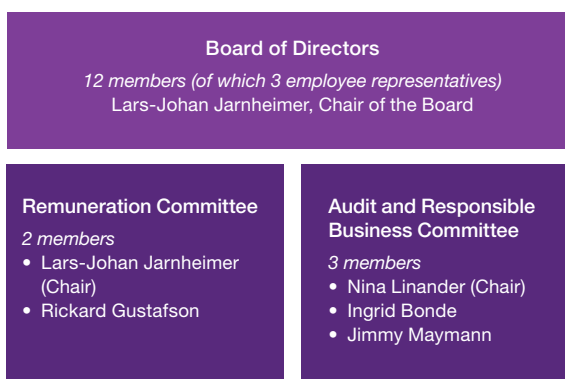 Board of Directors
12 members (of which 3 employee representatives)
Lars-Johan Jarnheimer, Chair of the Board
Remuneration Committee
2 members
• Lars-Johan Jarnheimer
(Chair)
• Rickard Gustafson
Audit and Responsible
Business Committee
3 members
• Nina Linander (Chair)
• Ingrid Bonde
• Jimmy Maymann